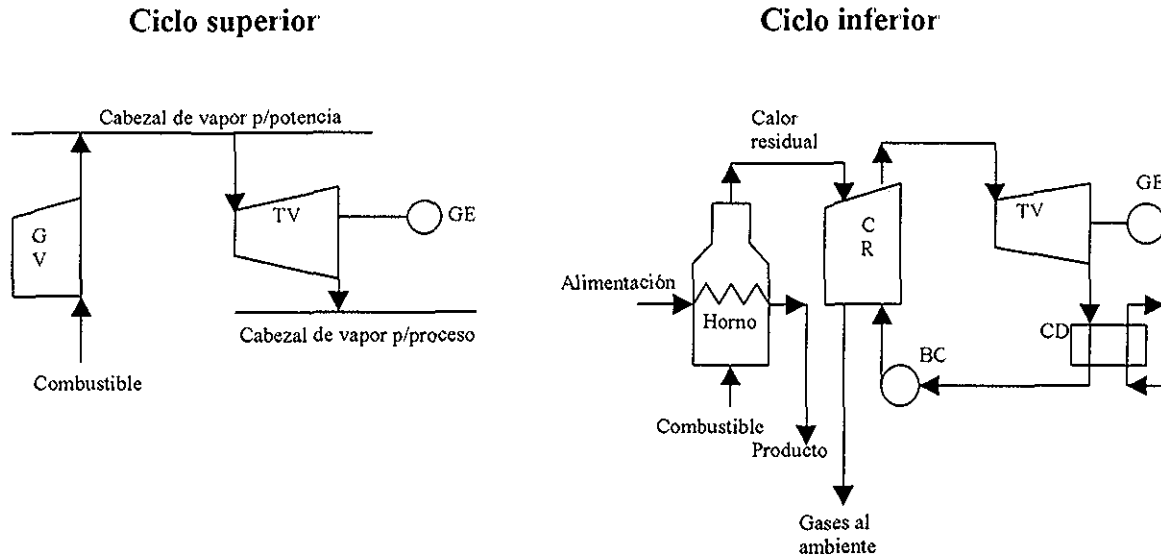 Ciclo superior
Cabezal de vapor p/potencia
G
V
TV
GE
Cabezal de vapor p/proceso
Combustible
Ciclo inferior
Calor
residual
C
R
TV
GE
Alimentación
Horno
CD
BC
Combustible
Producto
Gases al
ambiente